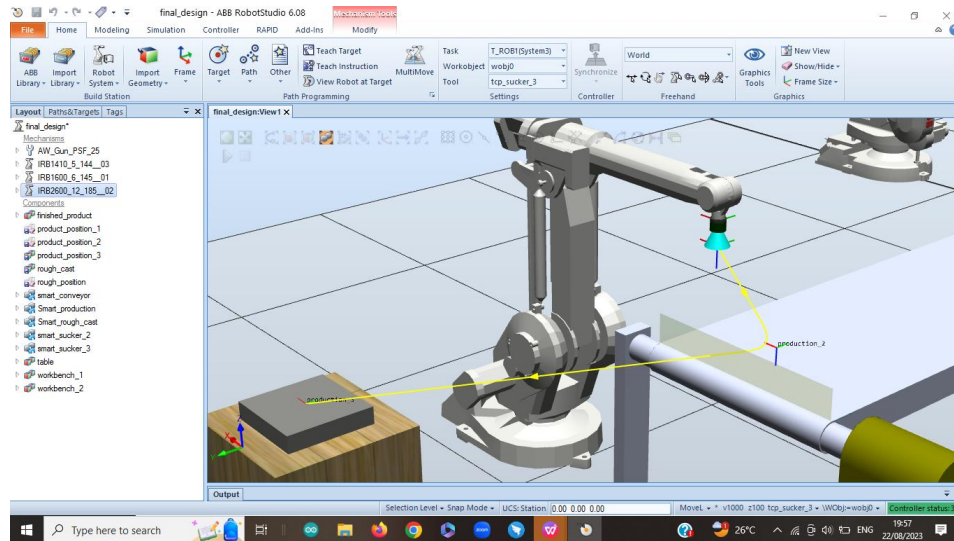 final_design - ABB RobotStudio 6.08
Mechanism Tools
File Home Modeling Simulation Controller RAPID Add-Ins Modify
ABB Library
Import Library
Robot System
Import Geometry
Frame
Build Station
Target
Path
Other
Teach Target
Teach Instruction
View Robot at Target
MultiMove
Path Programming
Task T_ROB1(System3)
Workobject wobj0
Tool tcp_sucker_3
Settings
Synchronize
Controller
World
Freehand
Graphics Tools
New View
Show/Hide
Frame Size
Graphics
Layout Paths&Targets Tags
final_design:View1 X
final_design*
Mechanisms
AW_Gun_PSF_25
IRB1410_5_144__03
IRB1600_6_145__01
IRB2600_12_185__02
Components
finished_product
product_position_1
product_position_2
product_position_3
rough_cast
rough_position
smart_conveyor
Smart_production
Smart_rough_cast
smart_sucker_2
smart_sucker_3
table
workbench_1
workbench_2
production_2
Output
Selection Level Snap Mode UCS: Station 0.00 0.00 0.00 MoveL * v1000 z100 tcp_sucker_3 \WObj:=wobj0 Controller status:
Type here to search
26°C
ENG
19:57
22/08/2023